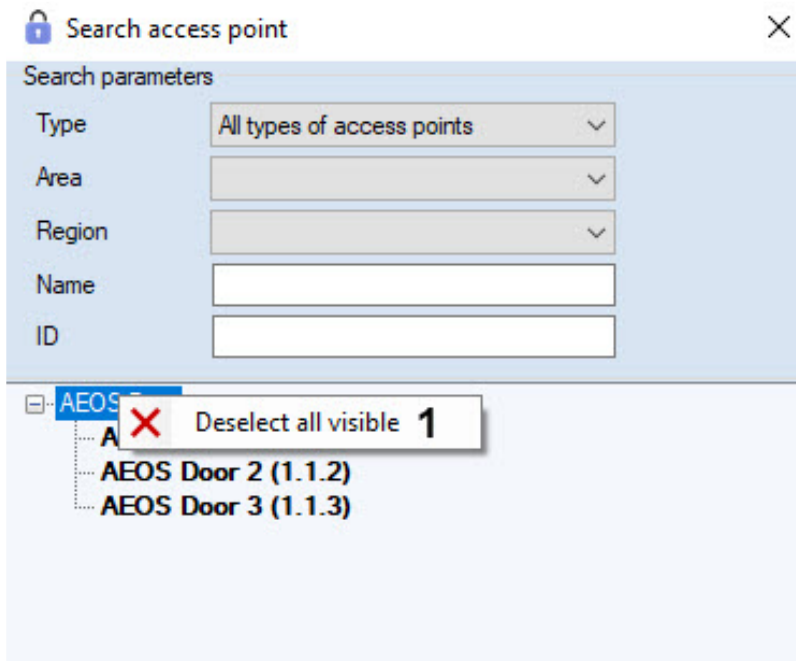 Search access point
Search parameters
Type
All types of access points
Area
Region
Name
ID
AEOS
Deselect all visible 1
A
AEOS Door 2 (1.1.2)
AEOS Door 3 (1.1.3)